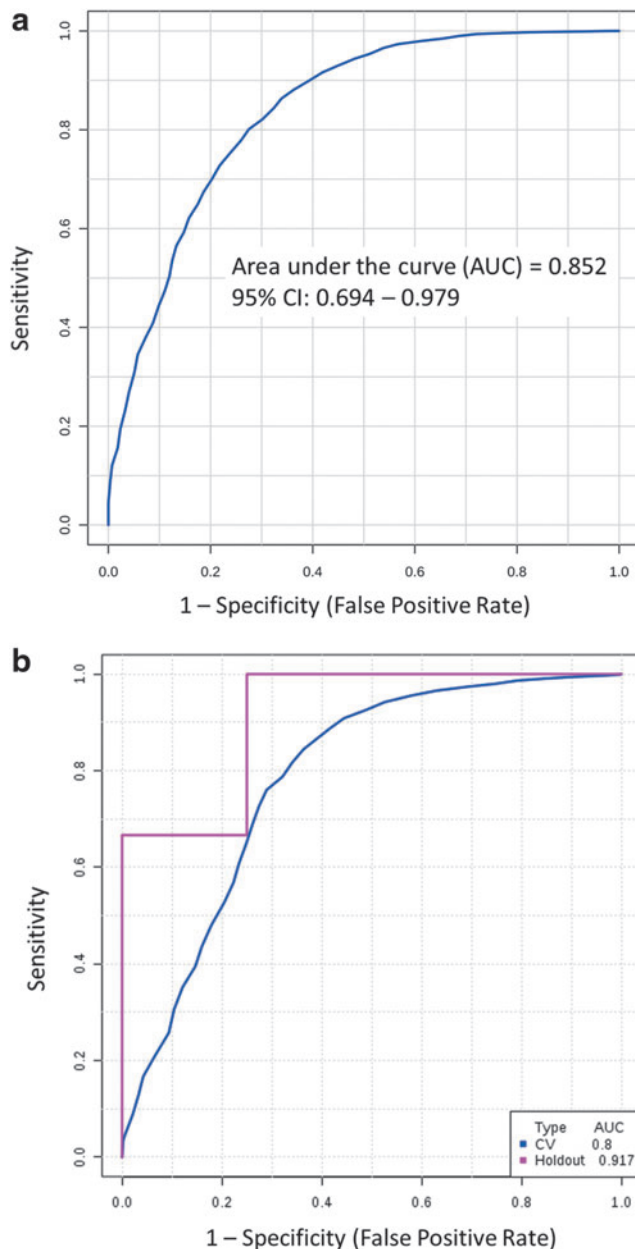 a
1.0
0.8
0.6
0.4
0.2
0.0
Sensitivity
Area under the curve (AUC) = 0.852
95% CI: 0.694 – 0.979
0.0 0.2 0.4 0.6 0.8 1.0
1 – Specificity (False Positive Rate)
b
1.0
0.8
0.6
0.4
0.2
0.0
Sensitivity
Type AUC
CV 0.8
Holdout 0.917
0.0 0.2 0.4 0.6 0.8 1.0
1 – Specificity (False Positive Rate)